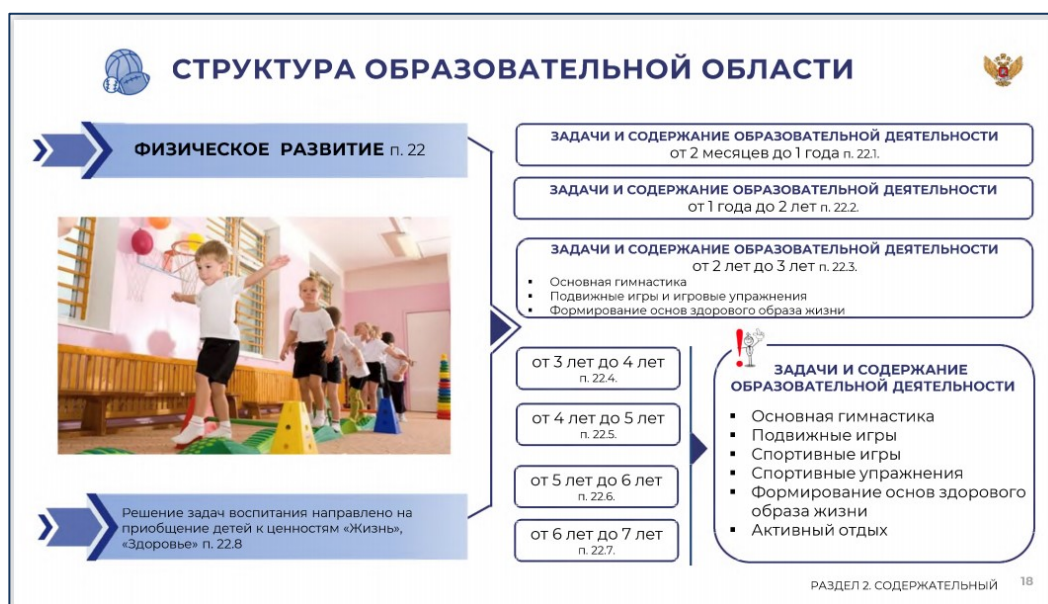 СТРУКТУРА ОБРАЗОВАТЕЛЬНОЙ ОБЛАСТИ
ФИЗИЧЕСКОЕ РАЗВИТИЕ п. 22
Решение задач воспитания направлено на
приобщение детей к ценностям «Жизнь»,
«Здоровье» п. 22.8
ЗАДАЧИ И СОДЕРЖАНИЕ ОБРАЗОВАТЕЛЬНОЙ ДЕЯТЕЛЬНОСТИ
от 2 месяцев до 1 года п. 22.1.
ЗАДАЧИ И СОДЕРЖАНИЕ ОБРАЗОВАТЕЛЬНОЙ ДЕЯТЕЛЬНОСТИ
от 1 года до 2 лет п. 22.2.
ЗАДАЧИ И СОДЕРЖАНИЕ ОБРАЗОВАТЕЛЬНОЙ ДЕЯТЕЛЬНОСТИ
от 2 лет до 3 лет п. 22.3.
▪ Основная гимнастика
▪ Подвижные игры и игровые упражнения
▪ Формирование основ здорового образа жизни
от 3 лет до 4 лет
п. 22.4.
от 4 лет до 5 лет
п. 22.5.
от 5 лет до 6 лет
п. 22.6.
от 6 лет до 7 лет
п. 22.7.
ЗАДАЧИ И СОДЕРЖАНИЕ
ОБРАЗОВАТЕЛЬНОЙ ДЕЯТЕЛЬНОСТИ
▪ Основная гимнастика
▪ Подвижные игры
▪ Спортивные игры
▪ Спортивные упражнения
▪ Формирование основ здорового
образа жизни
▪ Активный отдых
РАЗДЕЛ 2. СОДЕРЖАТЕЛЬНЫЙ 18